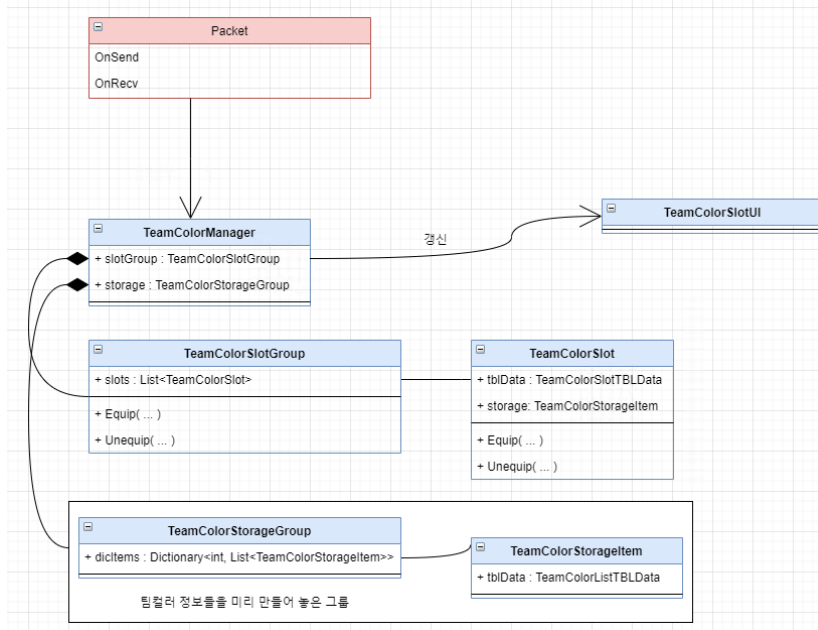 Packet
OnSend
OnRecv
TeamColorManager
+ slotGroup : TeamColorSlotGroup
+ storage : TeamColorStorageGroup
갱신
TeamColorSlotUI
TeamColorSlotGroup
+ slots : List<TeamColorSlot>
+ Equip( ... )
+ Unequip( ... )
TeamColorSlot
+ tblData : TeamColorSlotTBLData
+ storage: TeamColorStorageItem
+ Equip( ... )
+ Unequip( ... )
TeamColorStorageGroup
+ dicItems : Dictionary<int, List<TeamColorStorageItem>>
TeamColorStorageItem
+ tblData : TeamColorListTBLData
팀컬러 정보들을 미리 만들어 놓은 그룹